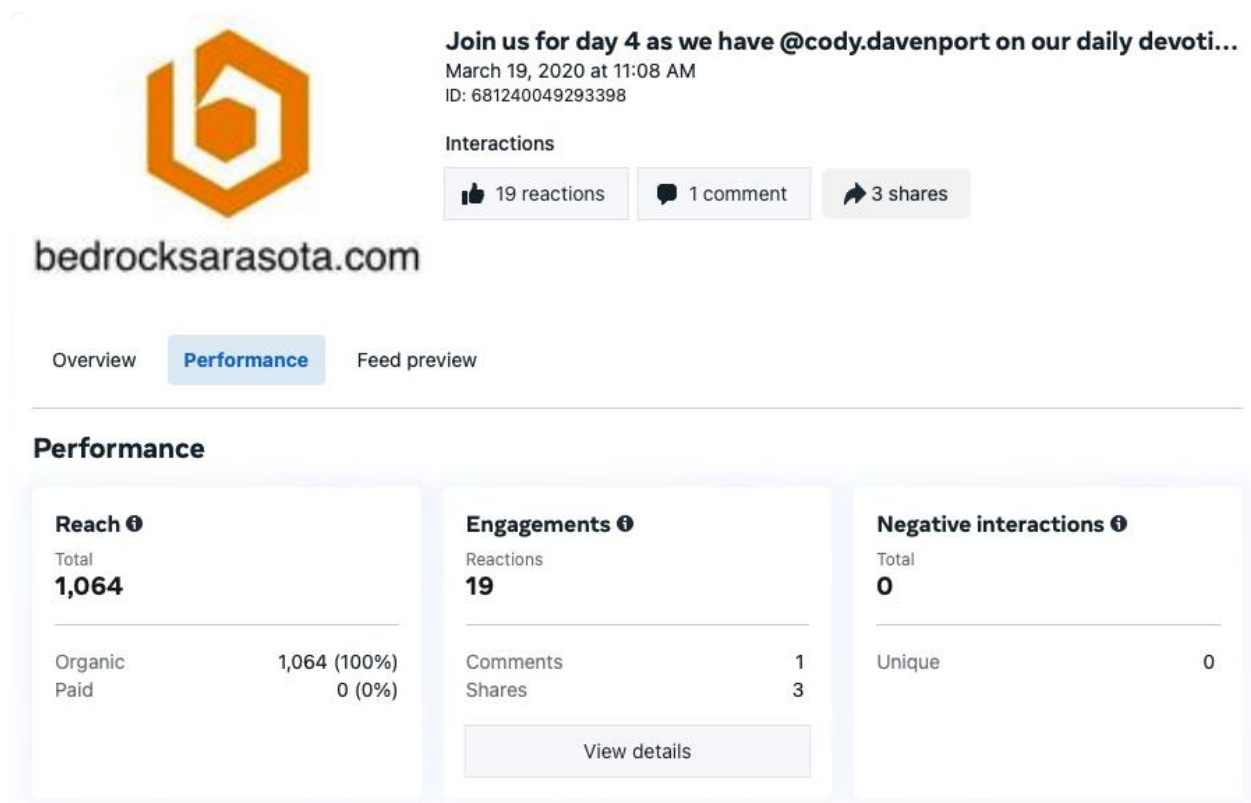 Join us for day 4 as we have @cody.davenport on our daily devoti...
March 19, 2020 at 11:08 AM
ID: 681240049293398
Interactions
19 reactions
1 comment
3 shares
bedrocksarasota.com
Overview
Performance
Feed preview
Performance
Reach
Total
1,064
Organic 1,064 (100%)
Paid 0 (0%)
Engagements
Reactions
19
Comments 1
Shares 3
View details
Negative interactions
Total
0
Unique 0